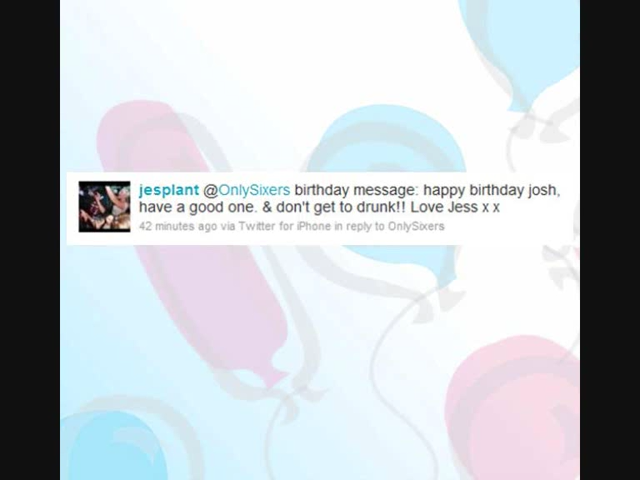 jesplant @OnlySixers birthday message: happy birthday josh,
have a good one. & don't get to drunk!! Love Jess x x
42 minutes ago via Twitter for iPhone in reply to OnlySixers